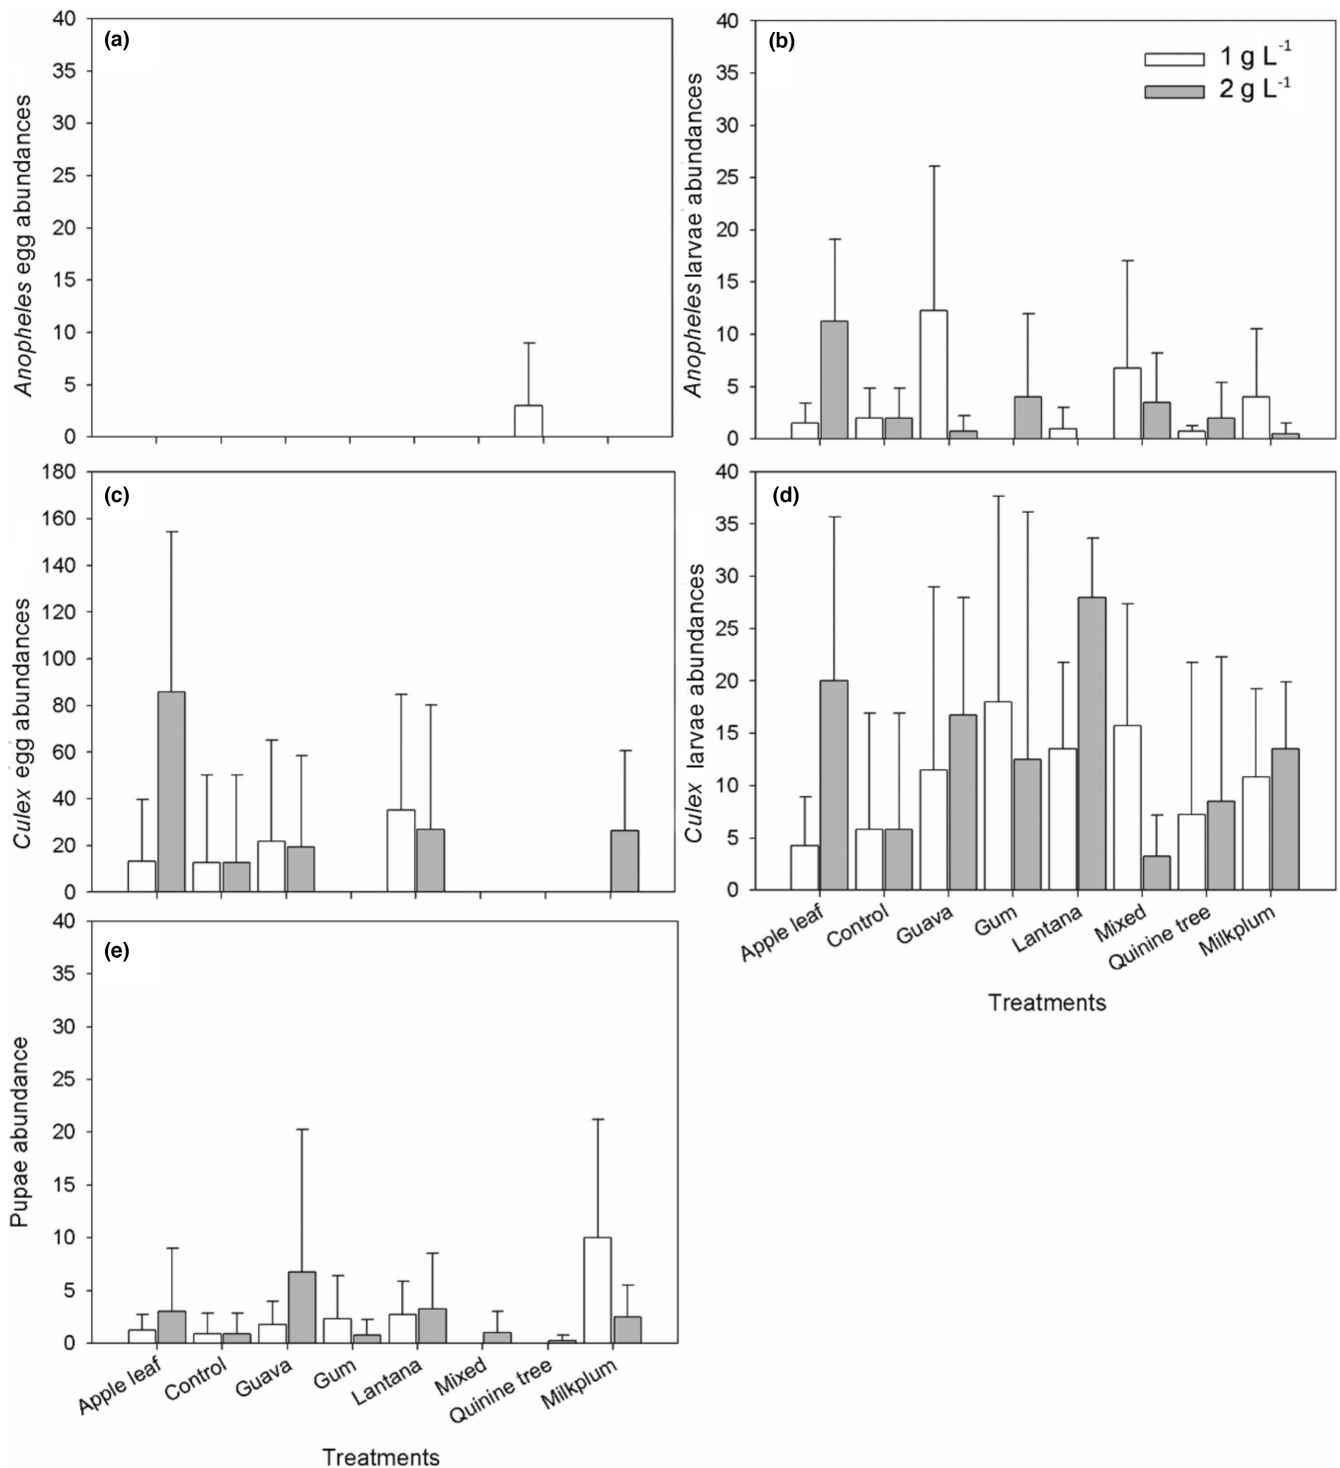 (a)
40
35
30
25
20
15
10
5
0
Anopheles egg abundances
(b)
1 g L-1
2 g L-1
40
35
30
25
20
15
10
5
0
Anopheles larvae abundances
(c)
180
160
140
120
100
80
60
40
20
0
Culex egg abundances
(d)
40
35
30
25
20
15
10
5
0
Culex larvae abundances
Apple leaf
Control
Guava
Gum
Lantana
Mixed
Quinine tree
Milkplum
Treatments
(e)
40
35
30
25
20
15
10
5
0
Pupae abundance
Apple leaf
Control
Guava
Gum
Lantana
Mixed
Quinine tree
Milkplum
Treatments